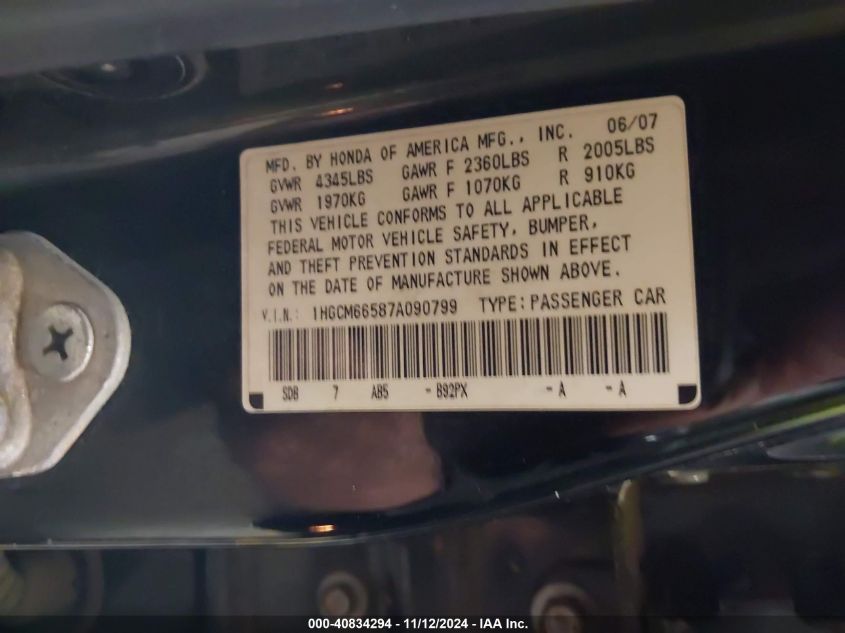 MFD. BY HONDA OF AMERICA MFG., INC. 06/07
GVWR 4345LBS GAWR F 2360LBS R 2005LBS
GVWR 1970KG GAWR F 1070KG R 910KG
THIS VEHICLE CONFORMS TO ALL APPLICABLE
FEDERAL MOTOR VEHICLE SAFETY, BUMPER,
AND THEFT PREVENTION STANDARDS IN EFFECT
ON THE DATE OF MANUFACTURE SHOWN ABOVE.
V.I.N.: 1HGCM66587A090799 TYPE: PASSENGER CAR
SDB 7 AB5 - B92PX - A - A
000-40834294 - 11/12/2024 - IAA Inc.